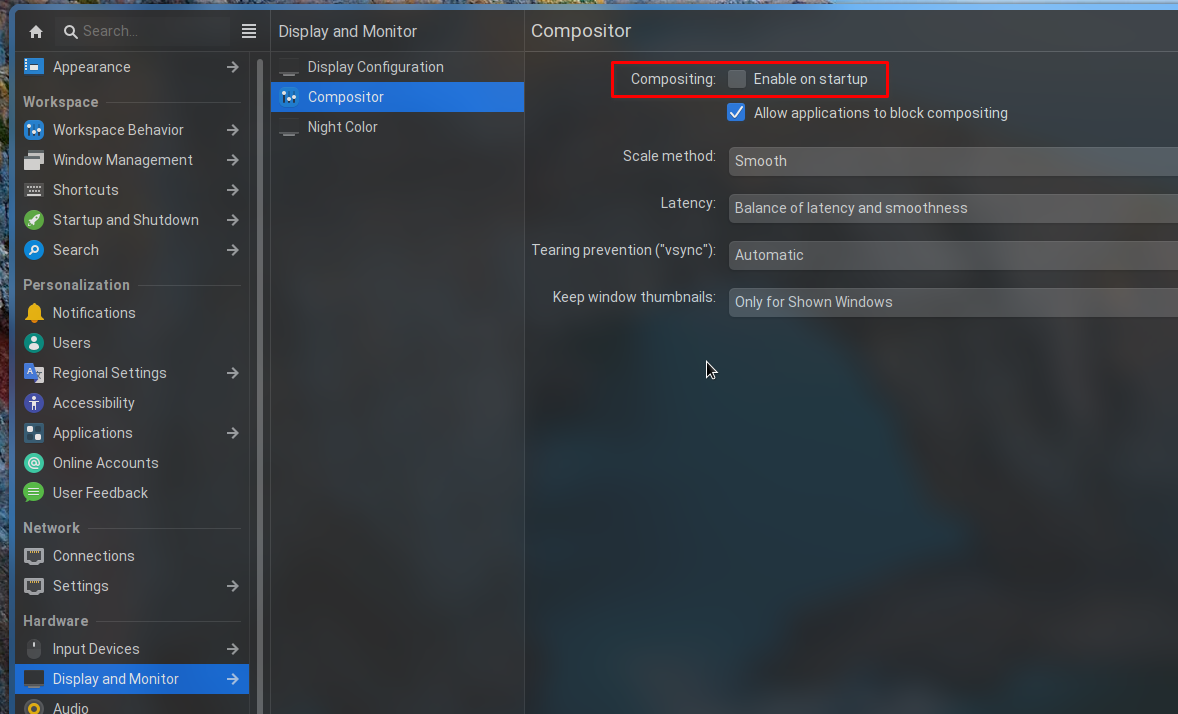 Search...
Appearance
Workspace
Workspace Behavior
Window Management
Shortcuts
Startup and Shutdown
Search
Personalization
Notifications
Users
Regional Settings
Accessibility
Applications
Online Accounts
User Feedback
Network
Connections
Settings
Hardware
Input Devices
Display and Monitor
Audio
Display and Monitor
Display Configuration
Compositor
Night Color
Compositor
Compositing: Enable on startup
Allow applications to block compositing
Scale method: Smooth
Latency: Balance of latency and smoothness
Tearing prevention ("vsync"): Automatic
Keep window thumbnails: Only for Shown Windows